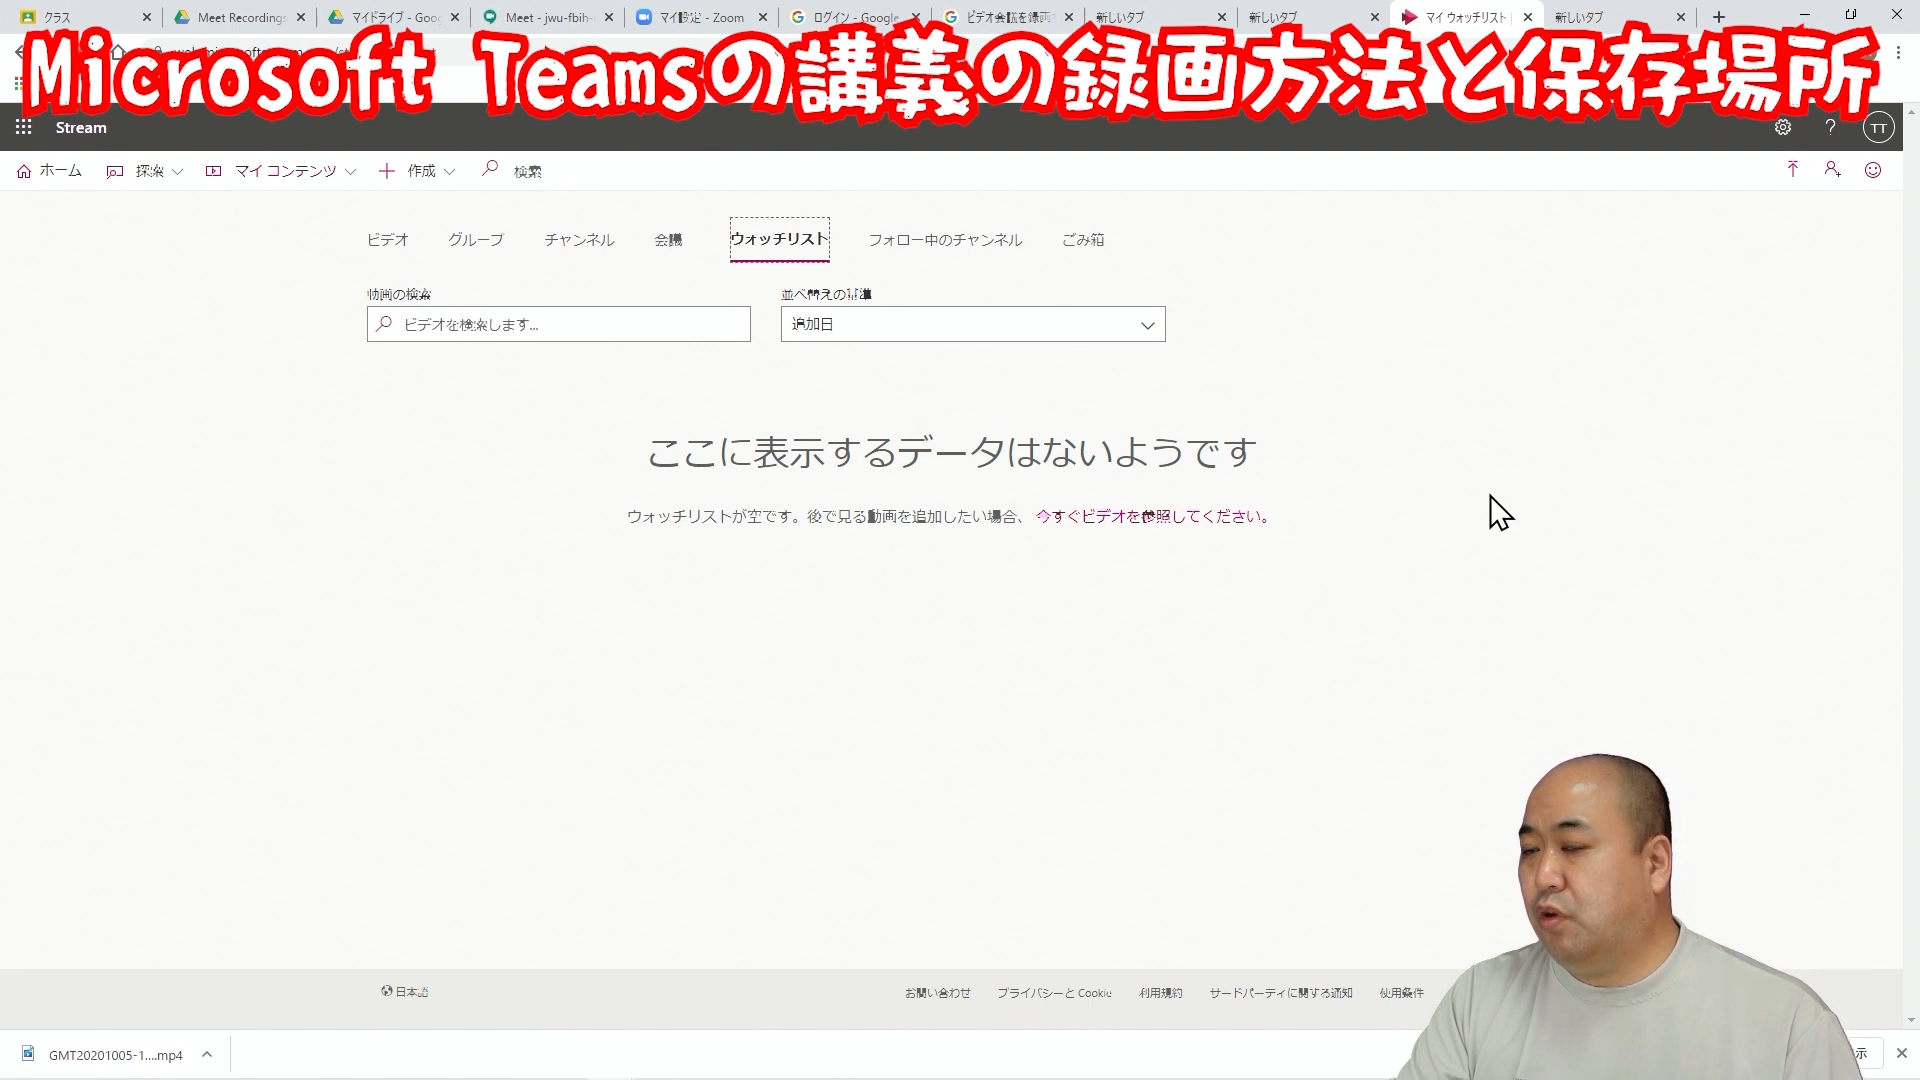 クラス
Meet Recordings
マイドライブ - Goo
Meet - jwu-fbih-
マイ設定 - Zoom
ログイン - Google
ビデオ会議を録画
新しいタブ
新しいタブ
マイ ウォッチリスト
新しいタブ
Microsoft Teamsの講義の録画方法と保存場所
Stream
?
TT
ホーム
探索
マイ コンテンツ
作成
検索
ビデオ
グループ
チャンネル
会議
ウォッチリスト
フォロー中のチャンネル
ごみ箱
動画の検索
並べ替えの基準
ビデオを検索します...
追加日
ここに表示するデータはないようです
ウォッチリストが空です。後で見る動画を追加したい場合、 今すぐビデオを参照してください。
日本語
お問い合わせ
プライバシーと Cookie
利用規約
サードパーティに関する通知
使用条件
GMT20201005-1....mp4
示